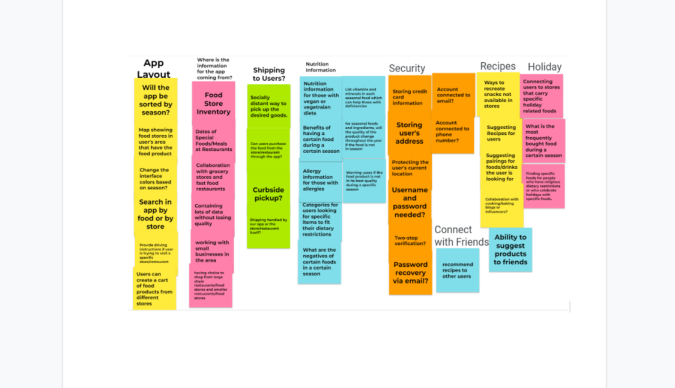 App
Layout
Will the
app be
sorted by
season?
Map showing
food stores in
user's area
that have the
food product
Change the
interface
colors based
on season?
Search in
app by
food or by
store
Provide driving
instructions if user
is trying to visit a
specific
store/restaurant
Users can
create a cart
of food
products from
different
stores
Where is the
information
for the app
coming from?
Food
Store
Inventory
Dates of
Special
Foods/Meals
at Restaurants
Collaboration
with grocery
stores and
fast food
restaurants
Containing
lots of data
without losing
quality
working with
small
businesses in
the area
having choice to
shop from large
chain
restaurants/food
stores and smaller
restaurants/food
stores
Shipping
to Users?
Socially
distant way to
pick up the
desired goods.
Can users purchase
the food from the
store/restaurant
through the app?
Curbside
pickup?
Shipping handled by
our app or is the
store/restaurant
itself?
Nutrition
Information
Nutrition
information
for those with
vegan or
vegetarian
diets
Benefits of
having a
certain food
during a
certain season
Allergy
information
for those with
allergies
Categories for
users looking
for specific
items to fit
their dietary
restrictions
What are the
negatives of
certain foods
in a certain
season
List vitamins and
minerals in each
seasonal food which
can help those with
deficiencies
for seasonal foods
and ingredients, will
the quality of the
product change
throughout the year
if the food is not
in season
Warning: uses if the
food product is not
in its best quality
during a specific
season
Security
Storing credit
card
information
Storing
user's
address
Protecting the
user's current
location
Username
and
password
needed?
Two-step
verification?
Password
recovery
via email?
Account
connected to
email?
Account
connected to
phone
number?
Connect
with Friends
recommend
recipes to
other users
Ability to
suggest
products
to friends
Recipes
Ways to
recreate
snacks not
available in
stores
Suggesting
Recipes for
users
Suggesting
pairings for
foods/drinks
the user is
looking for
Collaboration with
cooking/baking
blogs or
influencers?
Holiday
Connecting
users to stores
that carry
specific
holiday
related foods
What is the
most
frequently
bought food
during a
certain season
Finding specific
foods for people
who have religious
dietary restrictions
or who celebrate
holidays with
specific foods.